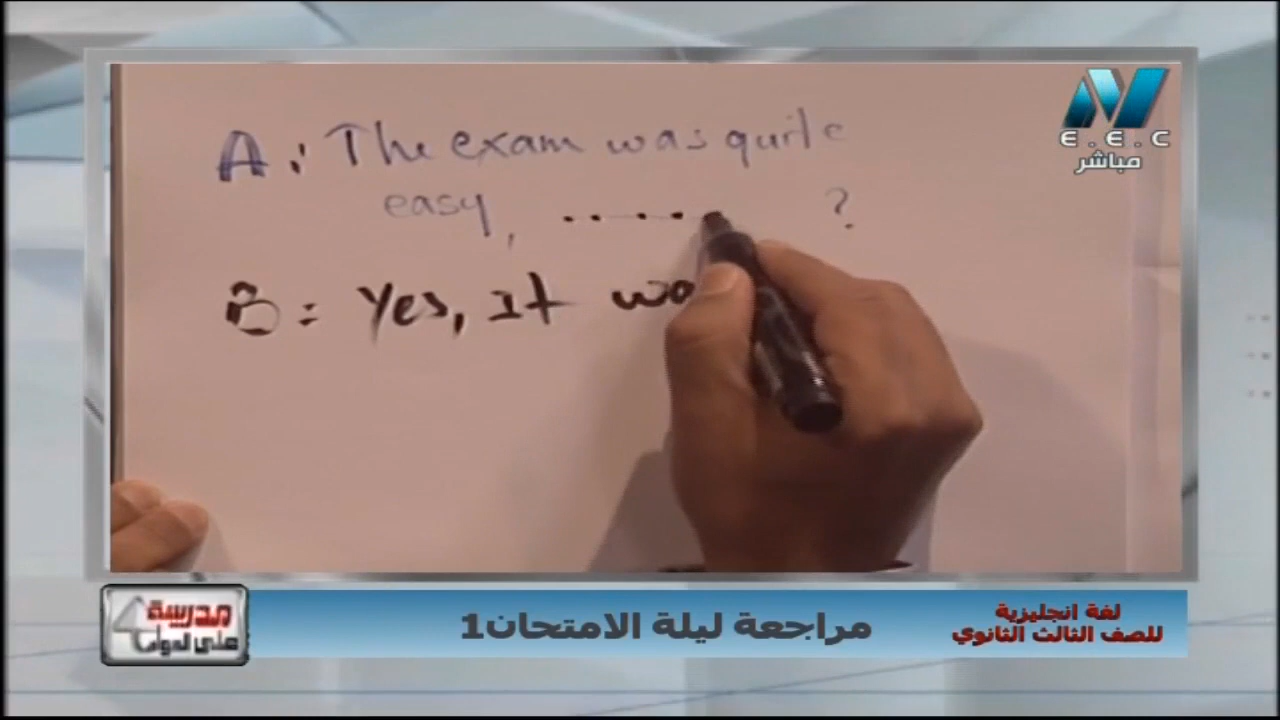 E.E.C
مباشر
A: The exam was quite
easy, ..... ?
B: Yes, It was
لغة انجليزية
للصف الثالث الثانوي
مراجعة ليلة الامتحان1
مدرسة
على الهواء